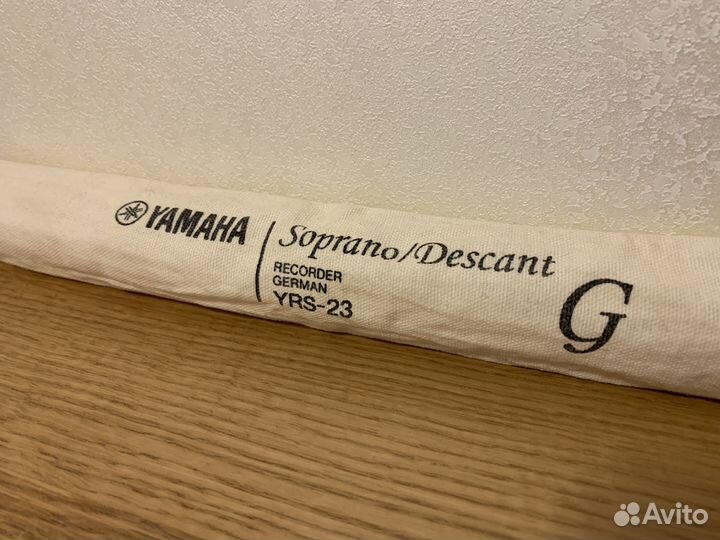 YAMAHA
Soprano/Descant
RECORDER
GERMAN
YRS-23
G
Avito